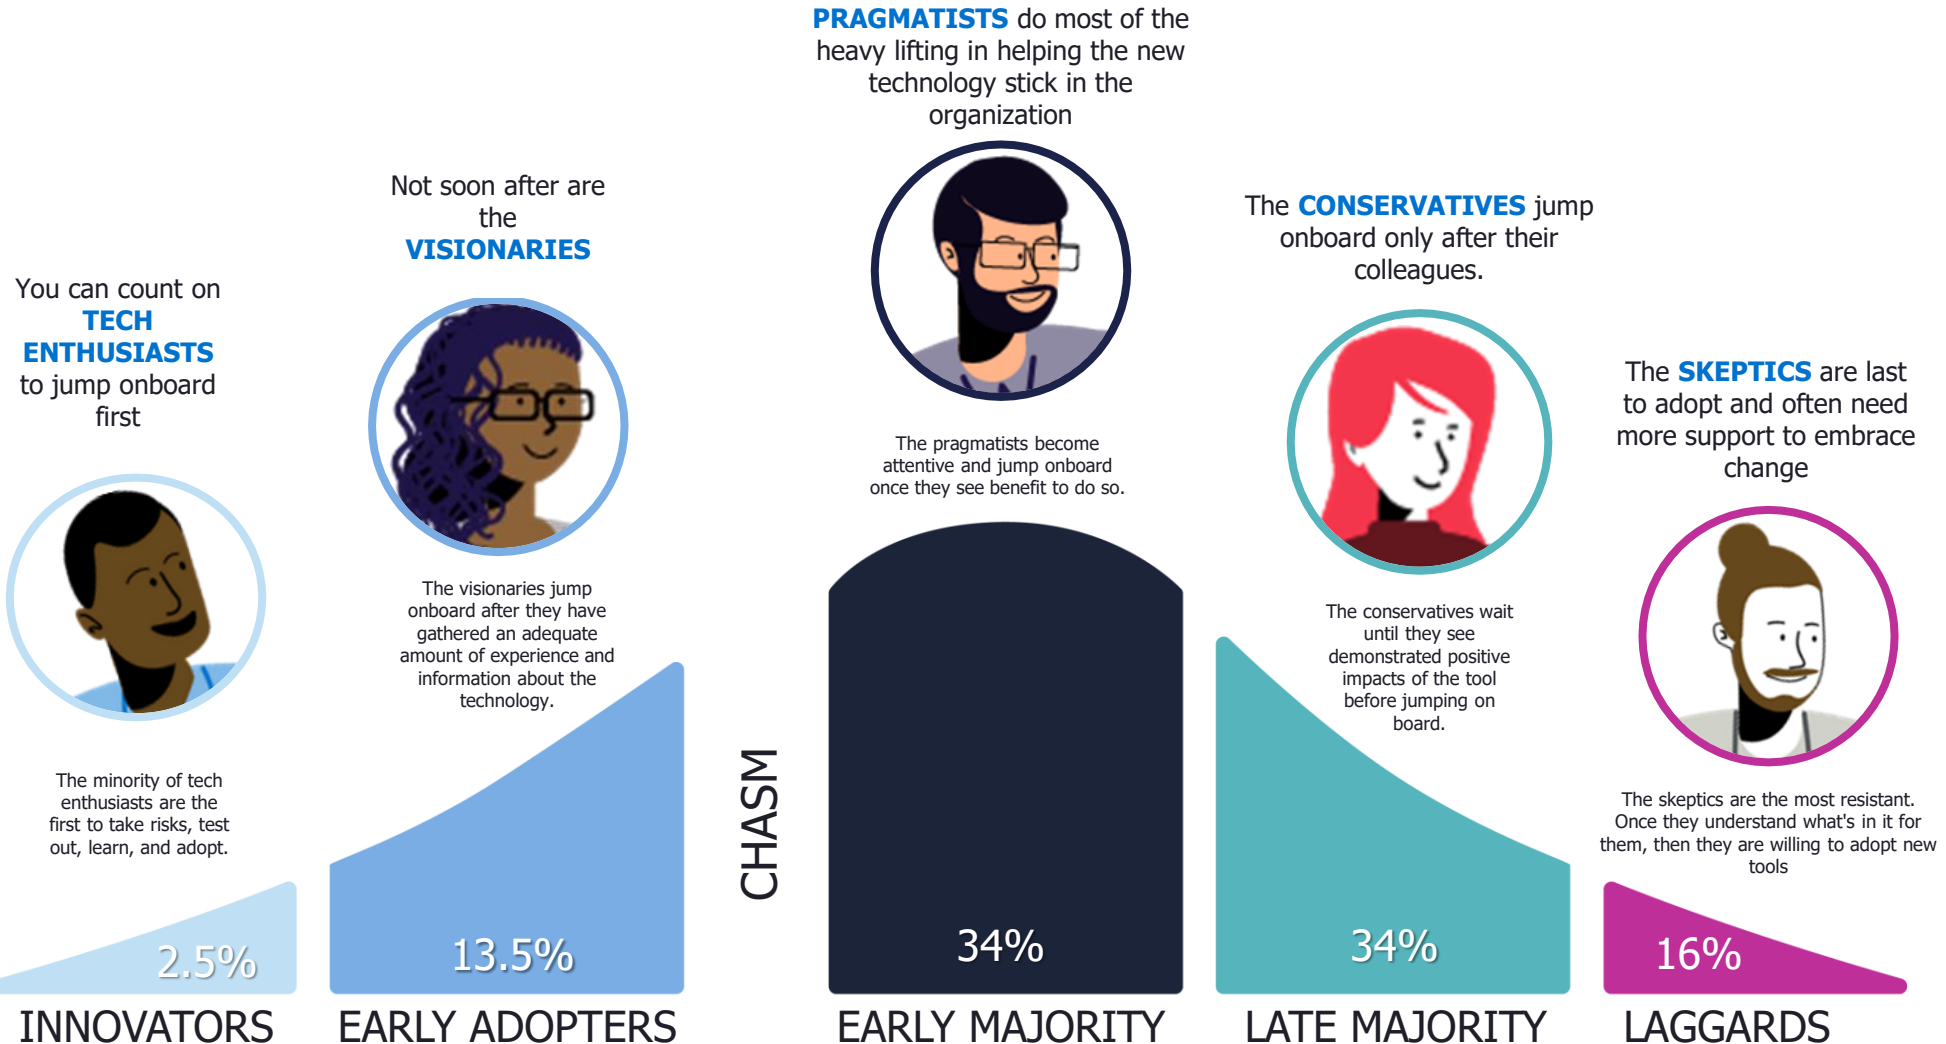 You can count on
TECH
ENTHUSIASTS
to jump onboard
first
The minority of tech
enthusiasts are the
first to take risks, test
out, learn, and adopt.
2.5%
INNOVATORS
Not soon after are
the
VISIONARIES
The visionaries jump
onboard after they have
gathered an adequate
amount of experience and
information about the
technology.
13.5%
EARLY ADOPTERS
CHASM
PRAGMATISTS do most of the
heavy lifting in helping the new
technology stick in the
organization
The pragmatists become
attentive and jump onboard
once they see benefit to do so.
34%
EARLY MAJORITY
The CONSERVATIVES jump
onboard only after their
colleagues.
The conservatives wait
until they see
demonstrated positive
impacts of the tool
before jumping on
board.
34%
LATE MAJORITY
The SKEPTICS are last
to adopt and often need
more support to embrace
change
The skeptics are the most resistant.
Once they understand what's in it for
them, then they are willing to adopt new
tools
16%
LAGGARDS